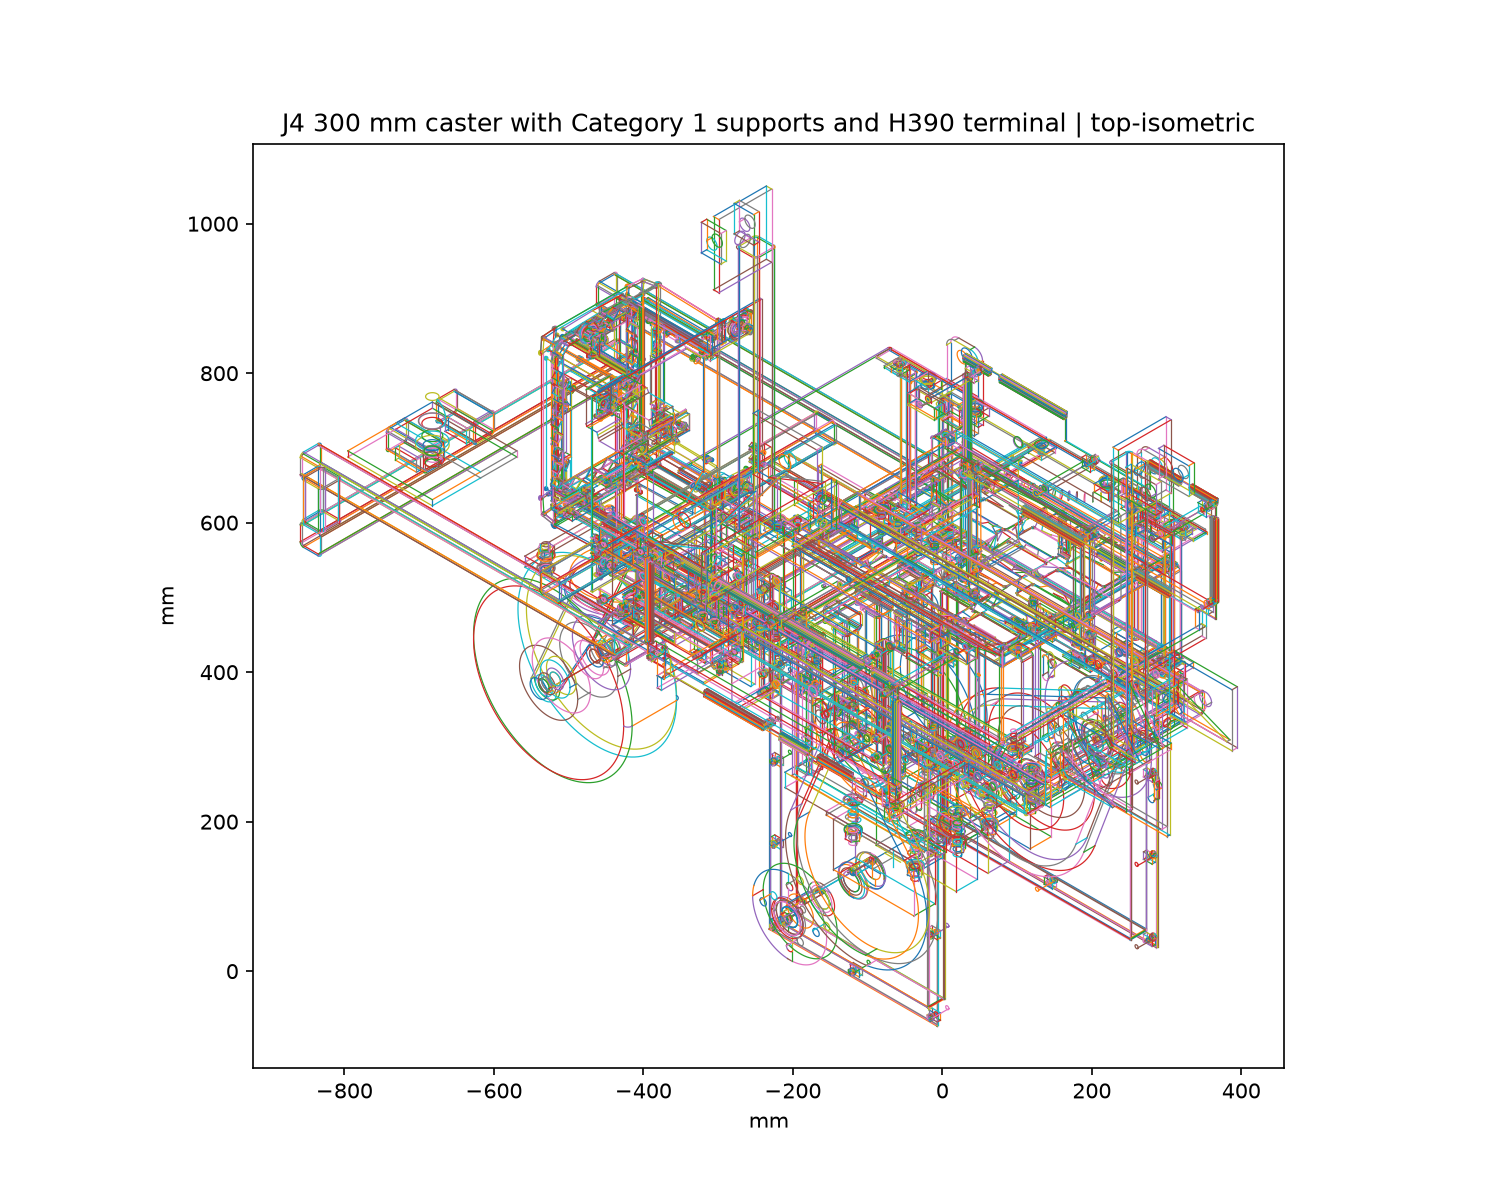 J4 300 mm caster with Category 1 supports and H390 terminal | top-isometric
1000
800
600
400
200
0
mm
−800 −600 −400 −200 0 200 400
mm